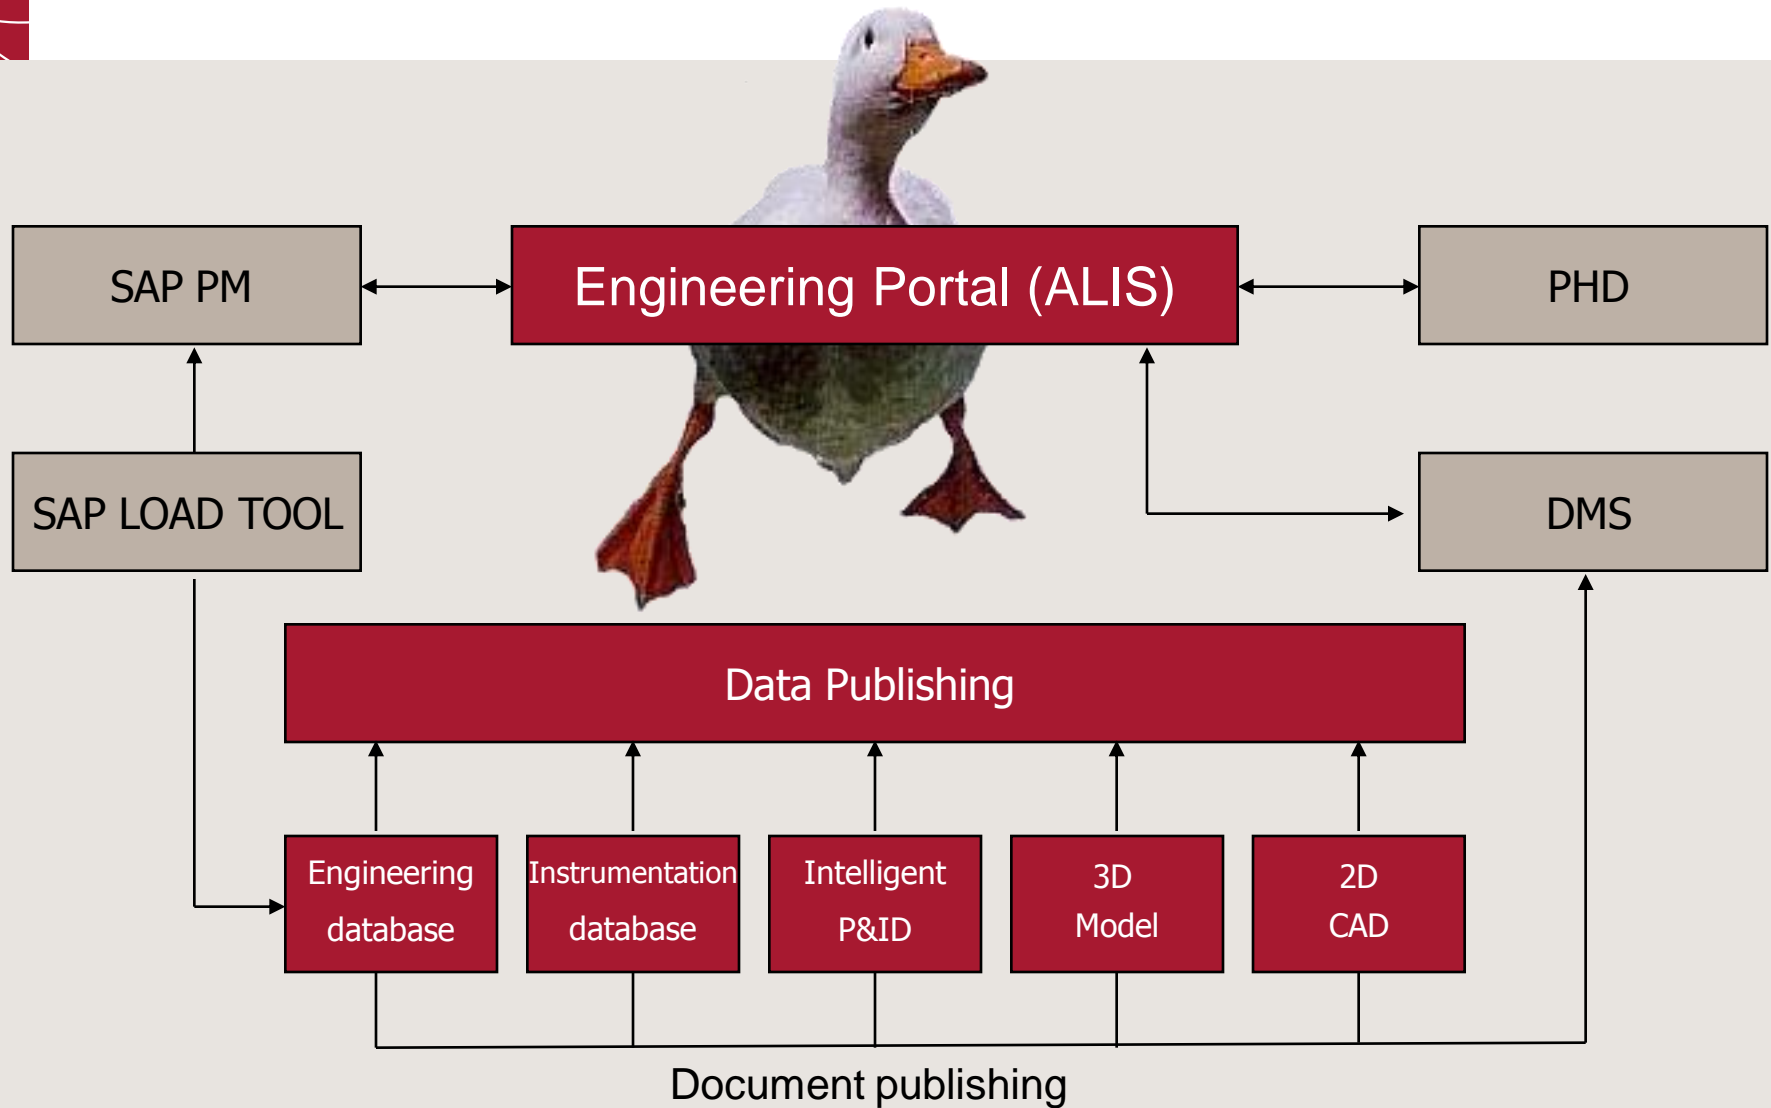 SAP PM
Engineering Portal (ALIS)
PHD
SAP LOAD TOOL
DMS
Data Publishing
Engineering
database
Instrumentation
database
Intelligent
P&ID
3D
Model
2D
CAD
Document publishing